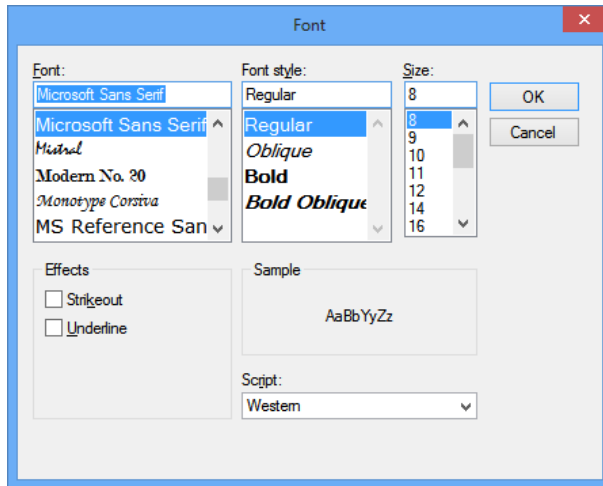 Font
Font:
Microsoft Sans Serif
Microsoft Sans Serif
Mistral
Modern No. 20
Monotype Corsiva
MS Reference San
Font style:
Regular
Regular
Oblique
Bold
Bold Oblique
Size:
8
8
9
10
11
12
14
16
OK
Cancel
Effects
Strikeout
Underline
Sample
AaBbYyZz
Script:
Western